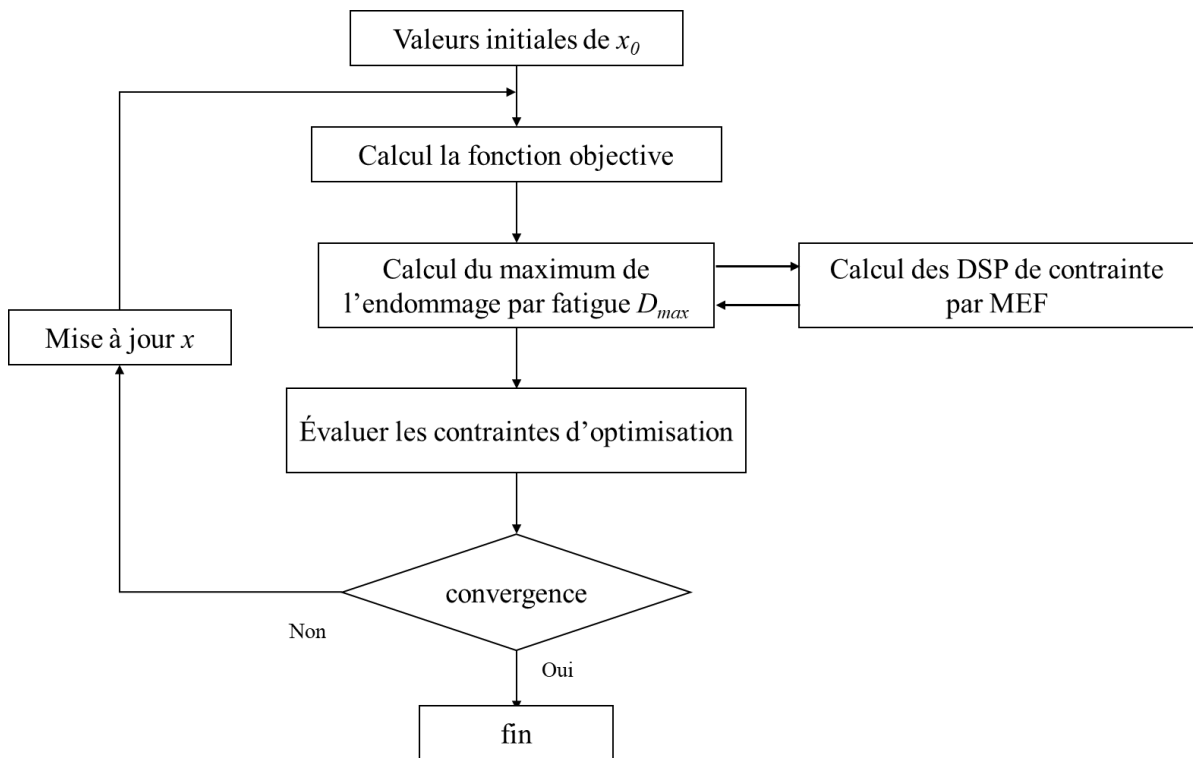 Valeurs initiales de x0
Calcul la fonction objective
Calcul du maximum de
l’endommage par fatigue Dmax
Calcul des DSP de contrainte
par MEF
Mise à jour x
Évaluer les contraintes d’optimisation
convergence
Non
Oui
fin